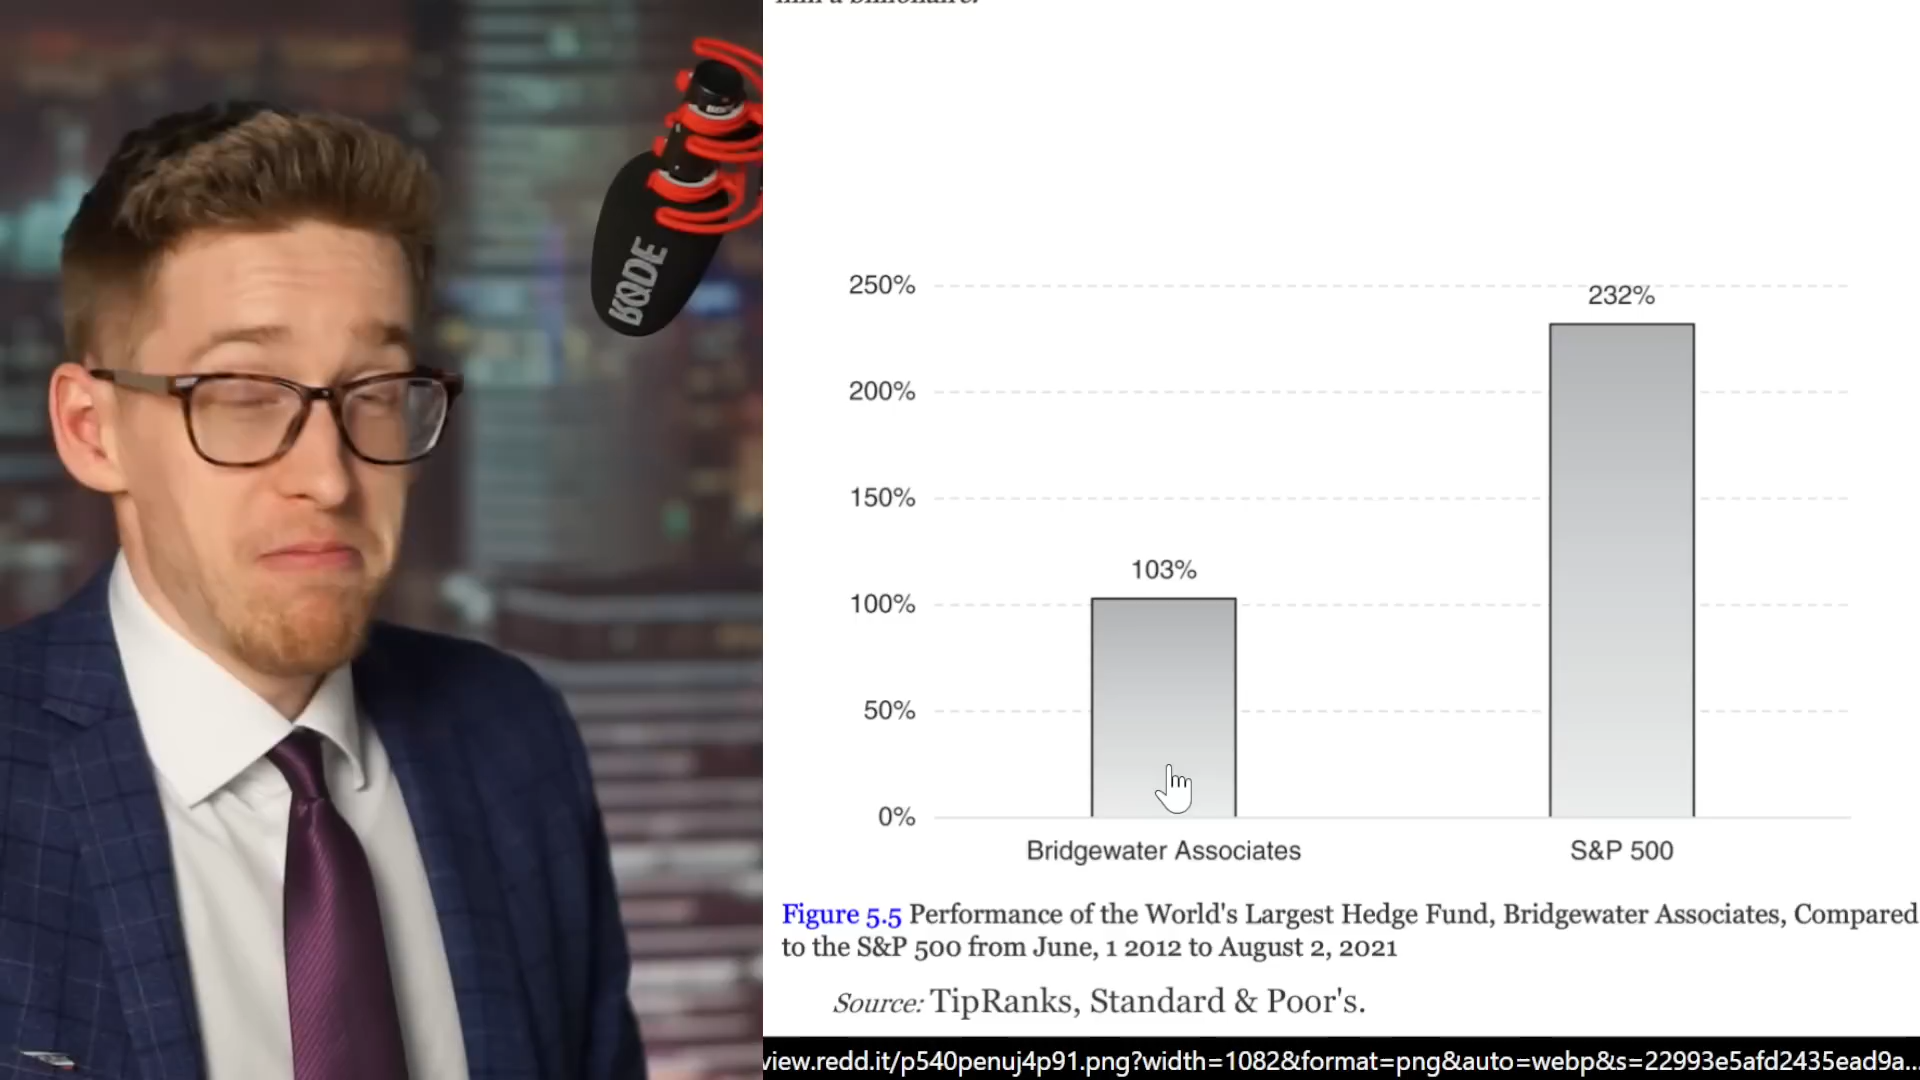 RØDE
250%
232%
200%
150%
103%
100%
50%
0%
Bridgewater Associates
S&P 500
Figure 5.5 Performance of the World's Largest Hedge Fund, Bridgewater Associates, Compared
to the S&P 500 from June, 1 2012 to August 2, 2021
Source: TipRanks, Standard & Poor's.
view.redd.it/p540penuj4p91.png?width=1082&format=png&auto=webp&s=22993e5afd2435ead9a...